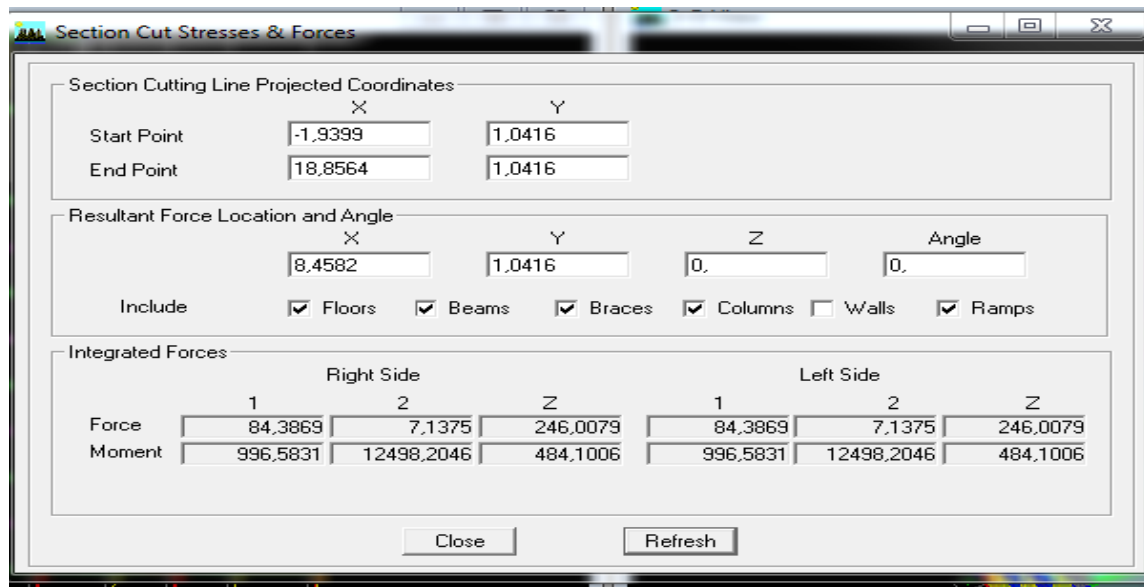 Section Cut Stresses & Forces
Section Cutting Line Projected Coordinates
X Y
Start Point -1,9399 1,0416
End Point 18,8564 1,0416
Resultant Force Location and Angle
X Y Z Angle
8,4582 1,0416 0, 0,
Include Floors Beams Braces Columns Walls Ramps
Integrated Forces
Right Side Left Side
1 2 Z 1 2 Z
Force 84,3869 7,1375 246,0079 84,3869 7,1375 246,0079
Moment 996,5831 12498,2046 484,1006 996,5831 12498,2046 484,1006
Close Refresh